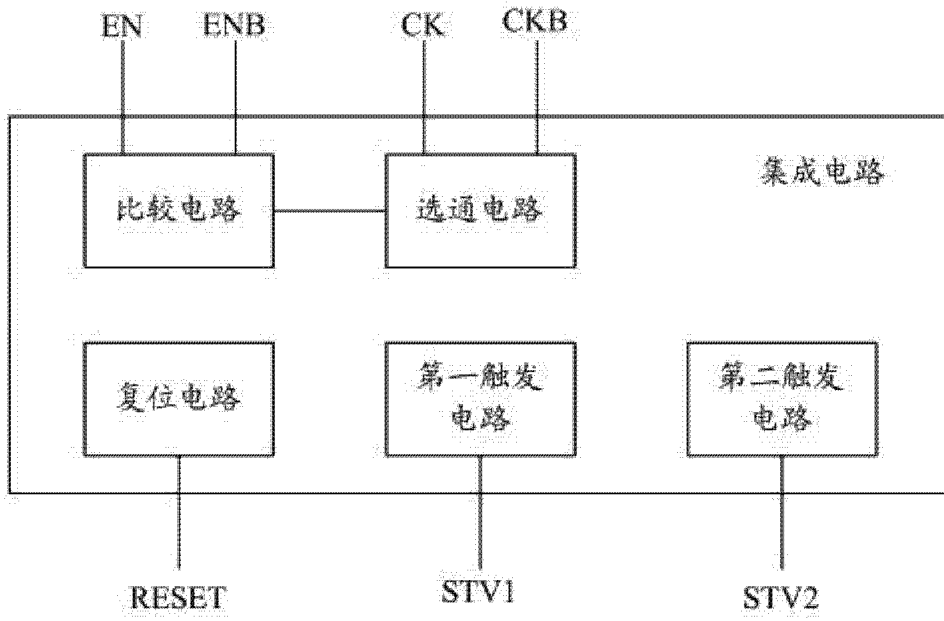 EN ENB CK CKB
集成电路
比较电路
选通电路
复位电路
第一触发
电路
第二触发
电路
RESET STV1 STV2